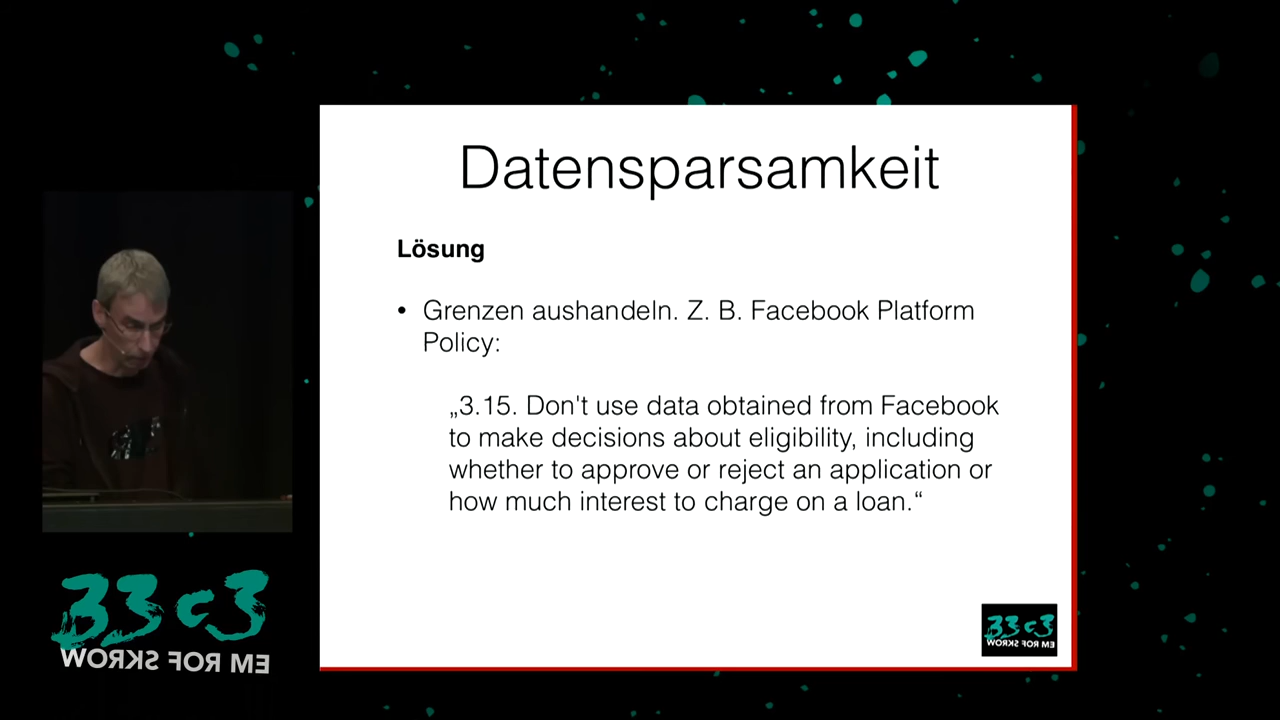 Datensparsamkeit
Lösung
• Grenzen aushandeln. Z. B. Facebook Platform
Policy:
„3.15. Don't use data obtained from Facebook
to make decisions about eligibility, including
whether to approve or reject an application or
how much interest to charge on a loan.“
33c3
WORKS FOR ME
33c3
WORKS FOR ME